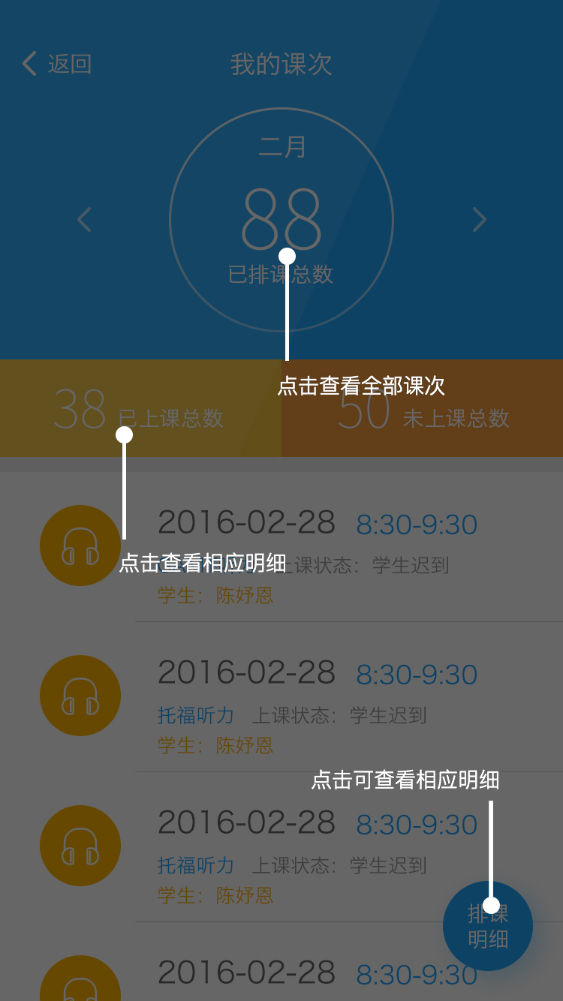 返回 我的课次
二月
88
已排课总数
点击查看全部课次
38 已上课总数 50 未上课总数
2016-02-28 8:30-9:30
点击查看相应明细 上课状态：学生迟到
学生：陈妤恩
2016-02-28 8:30-9:30
托福听力 上课状态：学生迟到
学生：陈妤恩
点击可查看相应明细
2016-02-28 8:30-9:30
托福听力 上课状态：学生迟到
学生：陈妤恩
排课
明细
2016-02-28 8:30-9:30